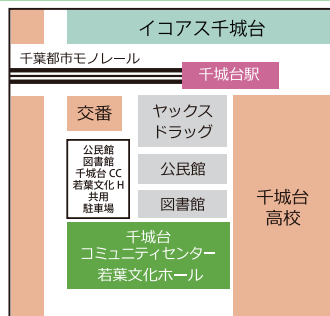 イコアス千城台
千葉都市モノレール
千城台駅
交番
ヤックス
ドラッグ
公民館
図書館
千城台 CC
若葉文化 H
共用
駐車場
公民館
図書館
千城台
高校
千城台
コミュニティセンター
若葉文化ホール